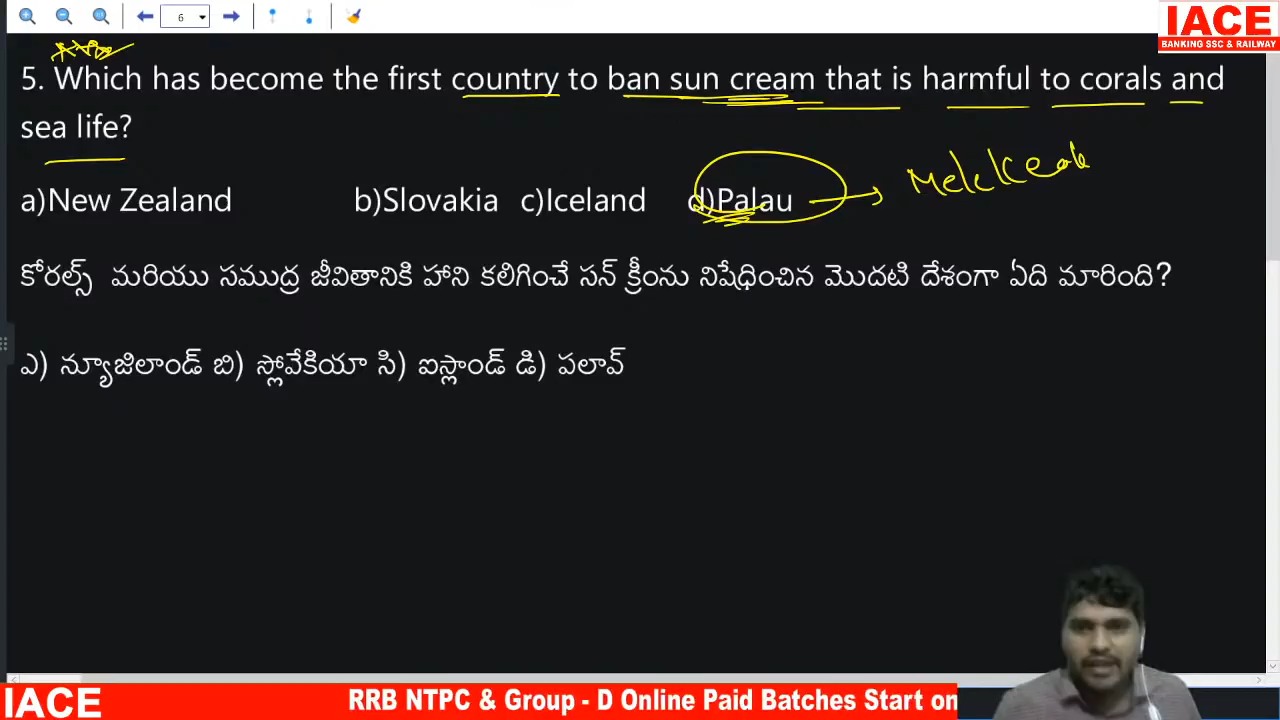 6
IACE
BANKING SSC & RAILWAY
5. Which has become the first country to ban sun cream that is harmful to corals and
sea life?
a)New Zealand b)Slovakia c)Iceland d)Palau
కోరల్స్ మరియు సముద్ర జీవితానికి హాని కలిగించే సన్ క్రీంను నిషేధించిన మొదటి దేశంగా ఏది మారింది?
ఎ) న్యూజిలాండ్ బి) స్లోవేకియా సి) ఐస్లాండ్ డి) పలావ్
IACE RRB NTPC & Group - D Online Paid Batches Start on